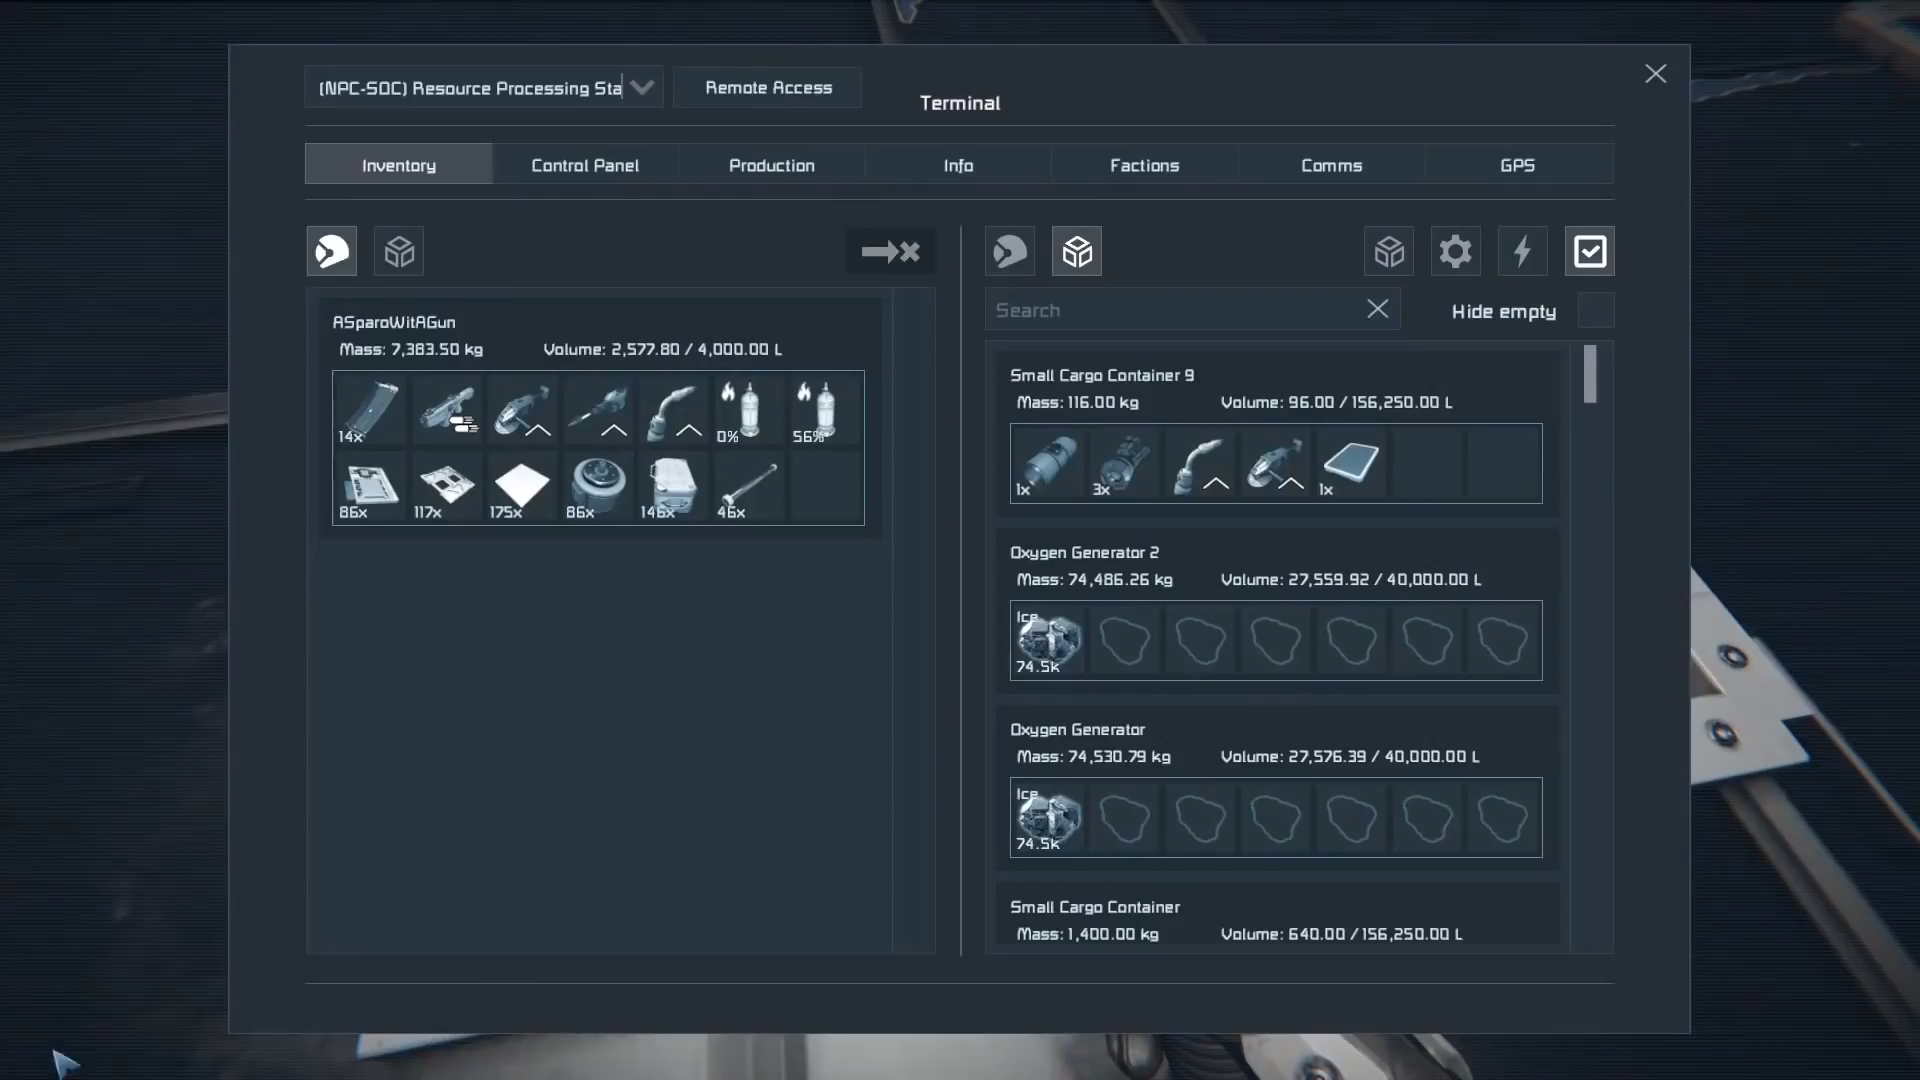 (NPC-SOC) Resource Processing Sta
Remote Access
Terminal
Inventory
Control Panel
Production
Info
Factions
Comms
GPS
Search
Hide empty
ASparoWitAGun
Mass: 7,383.50 kg
Volume: 2,577.80 / 4,000.00 L
14x
0%
56%
86x
117x
175x
86x
146x
46x
Small Cargo Container 9
Mass: 116.00 kg
Volume: 96.00 / 156,250.00 L
1x
3x
1x
Oxygen Generator 2
Mass: 74,486.26 kg
Volume: 27,559.92 / 40,000.00 L
Ice
74.5k
Oxygen Generator
Mass: 74,530.79 kg
Volume: 27,576.39 / 40,000.00 L
Ice
74.5k
Small Cargo Container
Mass: 1,400.00 kg
Volume: 640.00 / 156,250.00 L